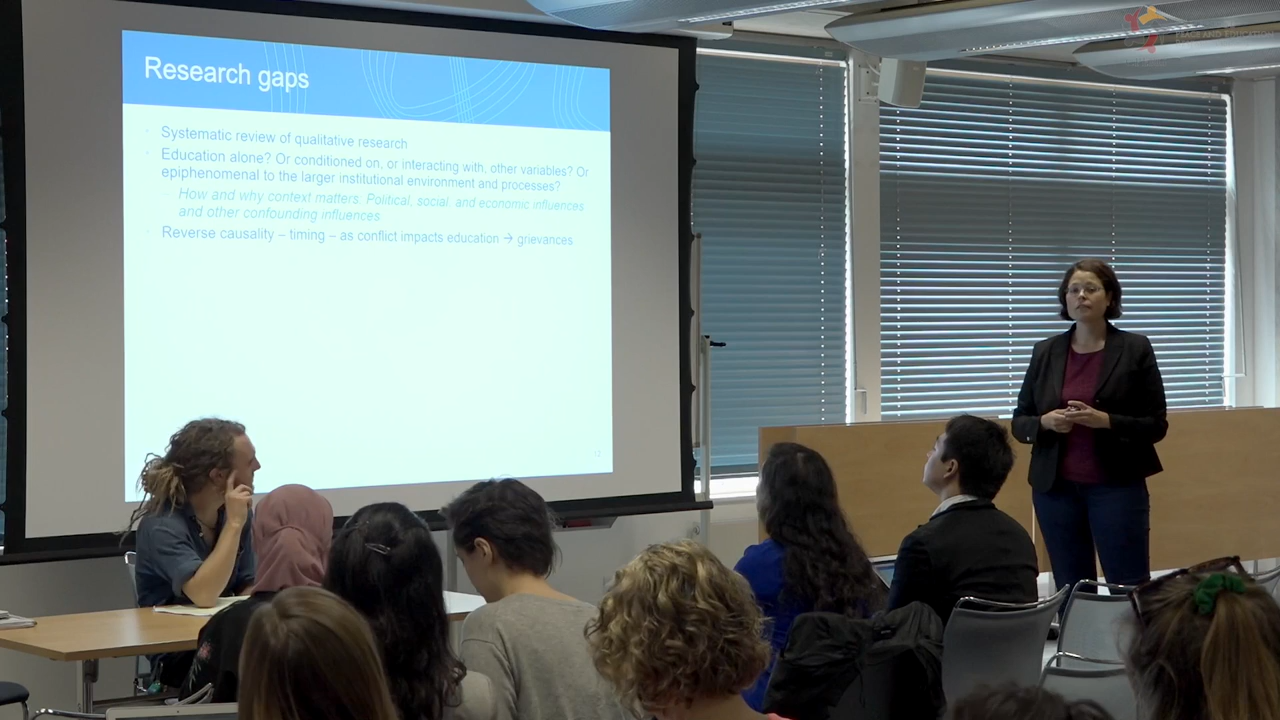 Research gaps
Systematic review of qualitative research
Education alone? Or conditioned on, or interacting with, other variables? Or
epiphenomenal to the larger institutional environment and processes?
How and why context matters. Political, social and economic influences
and other confounding influences
Reverse causality – timing – as conflict impacts education → grievances
12